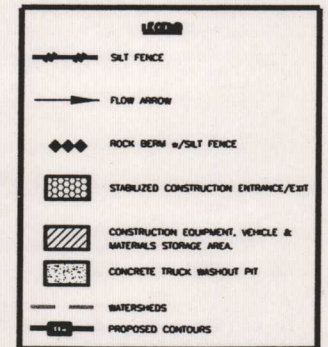 LEGEND
SILT FENCE
FLOW ARROW
ROCK BERM w/SILT FENCE
STABILIZED CONSTRUCTION ENTRANCE/EXIT
CONSTRUCTION EQUIPMENT, VEHICLE &
MATERIALS STORAGE AREA.
CONCRETE TRUCK WASHOUT PIT
WATERSHEDS
PROPOSED CONTOURS